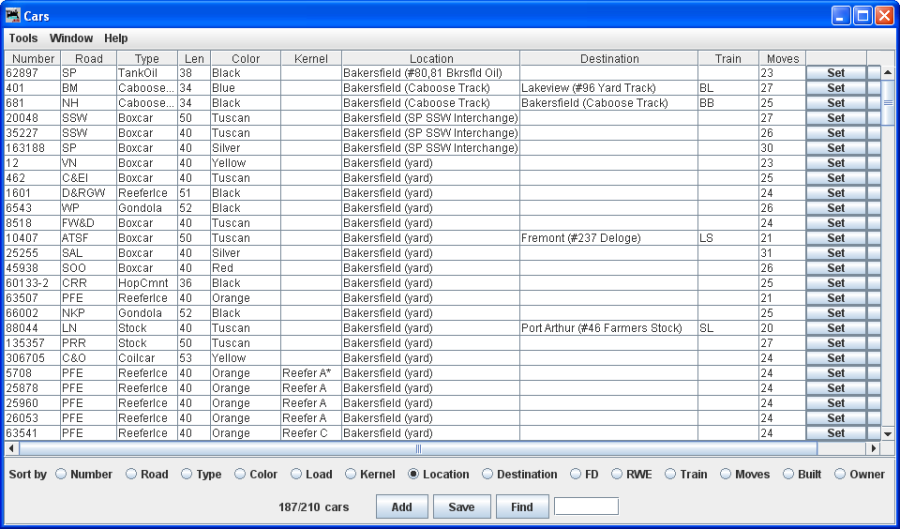 Cars
Tools Window Help
Number Road Type Len Color Kernel Location Destination Train Moves
62897 SP TankOil 38 Black Bakersfield (#80,81 Bkrsfld Oil) 23 Set
401 BM Caboose... 34 Blue Bakersfield (Caboose Track) Lakeview (#96 Yard Track) BL 27 Set
681 NH Caboose... 34 Black Bakersfield (Caboose Track) Bakersfield (Caboose Track) BB 25 Set
20048 SSW Boxcar 50 Tuscan Bakersfield (SP SSW Interchange) 27 Set
35227 SSW Boxcar 40 Tuscan Bakersfield (SP SSW Interchange) 26 Set
163188 SP Boxcar 40 Silver Bakersfield (SP SSW Interchange) 30 Set
12 VN Boxcar 40 Yellow Bakersfield (yard) 23 Set
462 C&EI Boxcar 40 Tuscan Bakersfield (yard) 25 Set
1601 D&RGW ReeferIce 51 Black Bakersfield (yard) 24 Set
6543 WP Gondola 52 Black Bakersfield (yard) 26 Set
8518 FW&D Boxcar 40 Tuscan Bakersfield (yard) 24 Set
10407 ATSF Boxcar 50 Tuscan Bakersfield (yard) Fremont (#237 Deloge) LS 21 Set
25255 SAL Boxcar 40 Silver Bakersfield (yard) 31 Set
45938 SOO Boxcar 40 Red Bakersfield (yard) 26 Set
60133-2 CRR HopCmnt 36 Black Bakersfield (yard) 25 Set
63507 PFE ReeferIce 40 Orange Bakersfield (yard) 21 Set
66002 NKP Gondola 52 Black Bakersfield (yard) 25 Set
88044 LN Stock 40 Tuscan Bakersfield (yard) Port Arthur (#46 Farmers Stock) SL 20 Set
135357 PRR Stock 50 Tuscan Bakersfield (yard) 27 Set
306705 C&O Coilcar 53 Yellow Bakersfield (yard) 24 Set
5708 PFE ReeferIce 40 Orange Reefer A* Bakersfield (yard) 24 Set
25878 PFE ReeferIce 40 Orange Reefer A Bakersfield (yard) 24 Set
25960 PFE ReeferIce 40 Orange Reefer A Bakersfield (yard) 24 Set
26053 PFE ReeferIce 40 Orange Reefer A Bakersfield (yard) 24 Set
63541 PFE ReeferIce 40 Orange Reefer C Bakersfield (yard) 24 Set
Sort by Number Road Type Color Load Kernel Location Destination FD RWE Train Moves Built Owner
187/210 cars Add Save Find